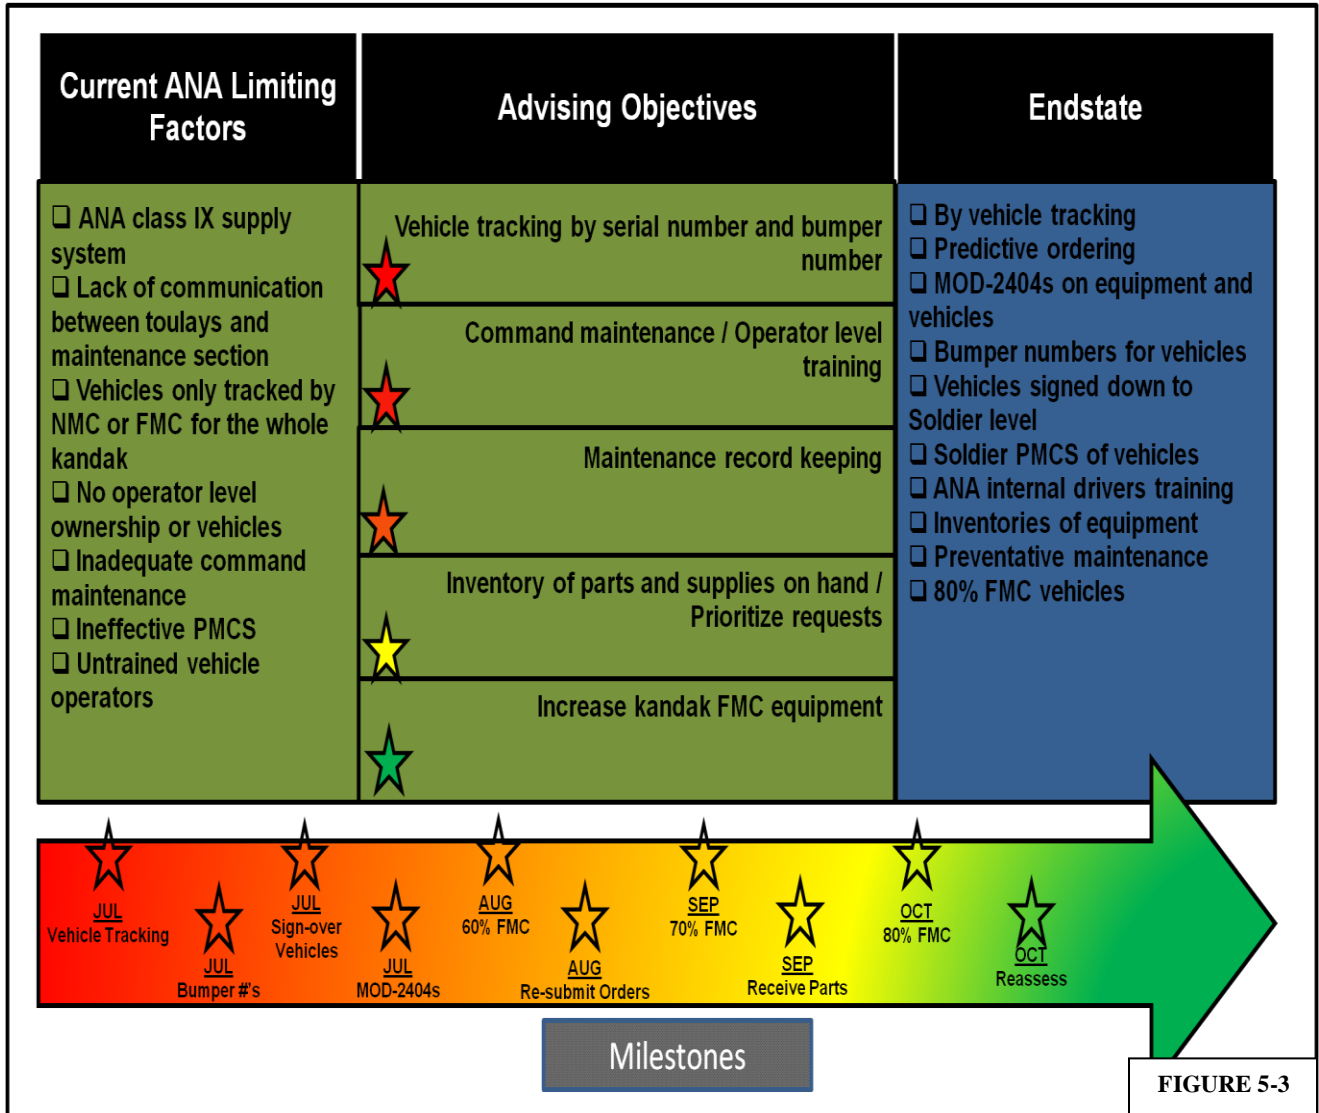 Current ANA Limiting
Factors
Advising Objectives
Endstate
❑ ANA class IX supply
system
❑ Lack of communication
between toulays and
maintenance section
❑ Vehicles only tracked by
NMC or FMC for the whole
kandak
❑ No operator level
ownership or vehicles
❑ Inadequate command
maintenance
❑ Ineffective PMCS
❑ Untrained vehicle
operators
Vehicle tracking by serial number and bumper
number
Command maintenance / Operator level
training
Maintenance record keeping
Inventory of parts and supplies on hand /
Prioritize requests
Increase kandak FMC equipment
❑ By vehicle tracking
❑ Predictive ordering
❑ MOD-2404s on equipment and
vehicles
❑ Bumper numbers for vehicles
❑ Vehicles signed down to
Soldier level
❑ Soldier PMCS of vehicles
❑ ANA internal drivers training
❑ Inventories of equipment
❑ Preventative maintenance
❑ 80% FMC vehicles
JUL
Vehicle Tracking
JUL
Bumper #'s
JUL
Sign-over
Vehicles
JUL
MOD-2404s
AUG
60% FMC
AUG
Re-submit Orders
SEP
70% FMC
SEP
Receive Parts
OCT
80% FMC
OCT
Reassess
Milestones
FIGURE 5-3